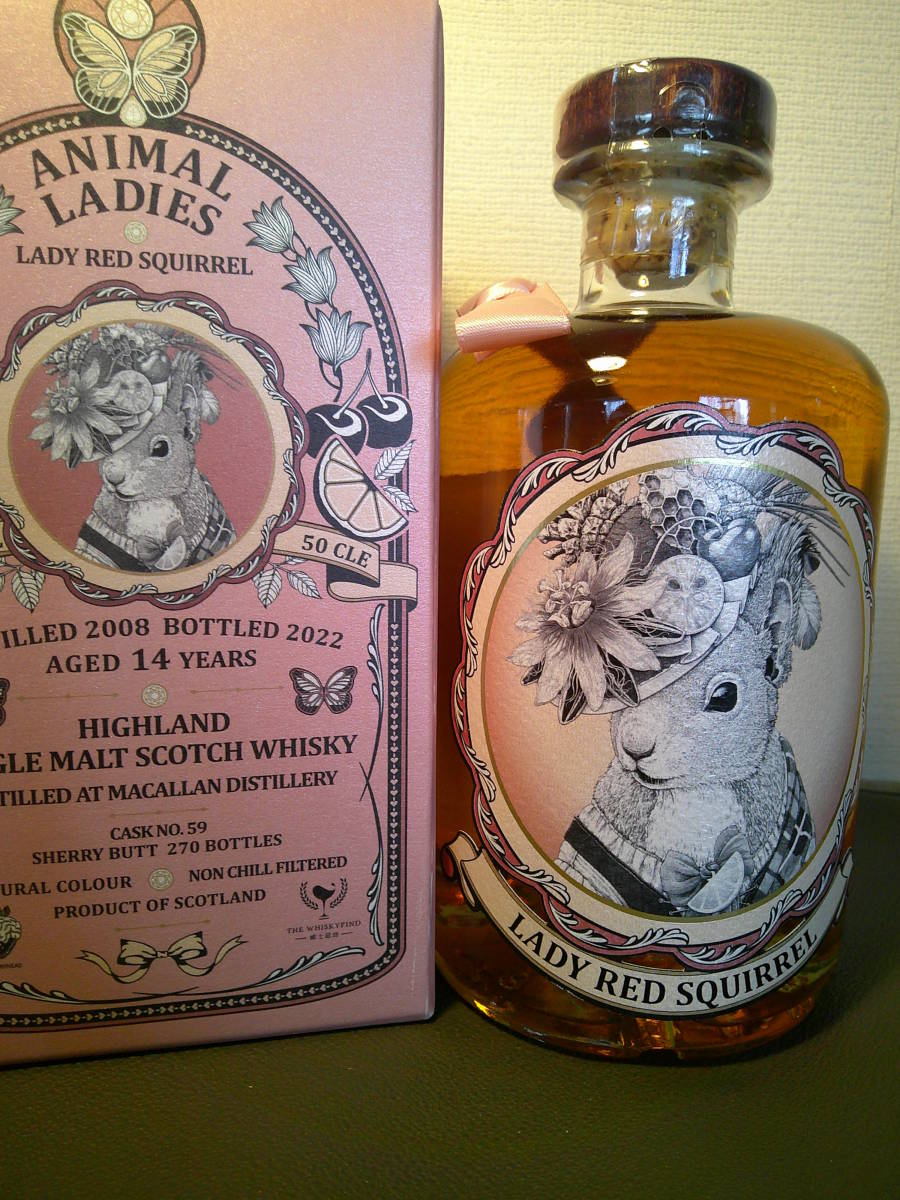 ANIMAL
LADIES
LADY RED SQUIRREL
50 CLE
ILLED 2008 BOTTLED 2022
AGED 14 YEARS
HIGHLAND
GLE MALT SCOTCH WHISKY
TILLED AT MACALLAN DISTILLERY
CASK NO. 59
SHERRY BUTT 270 BOTTLES
URAL COLOUR NON CHILL FILTERED
PRODUCT OF SCOTLAND
THE WHISKYFIND
LADY RED SQUIRREL